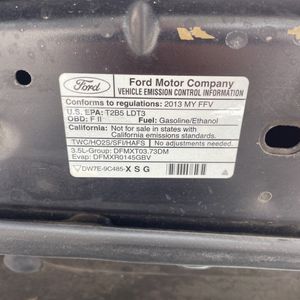 Ford
Ford Motor Company
VEHICLE EMISSION CONTROL INFORMATION
Conforms to regulations: 2013 MY FFV
U.S. EPA: T2B5 LDT3
OBD: F II Fuel: Gasoline/Ethanol
California: Not for sale in states with
California emissions standards.
TWC/HO2S/SFI/HAFS No adjustments needed.
3.5L-Group: DFMXT03.73DM
Evap: DFMXR0145GBV
DW7E-9C485-X S G